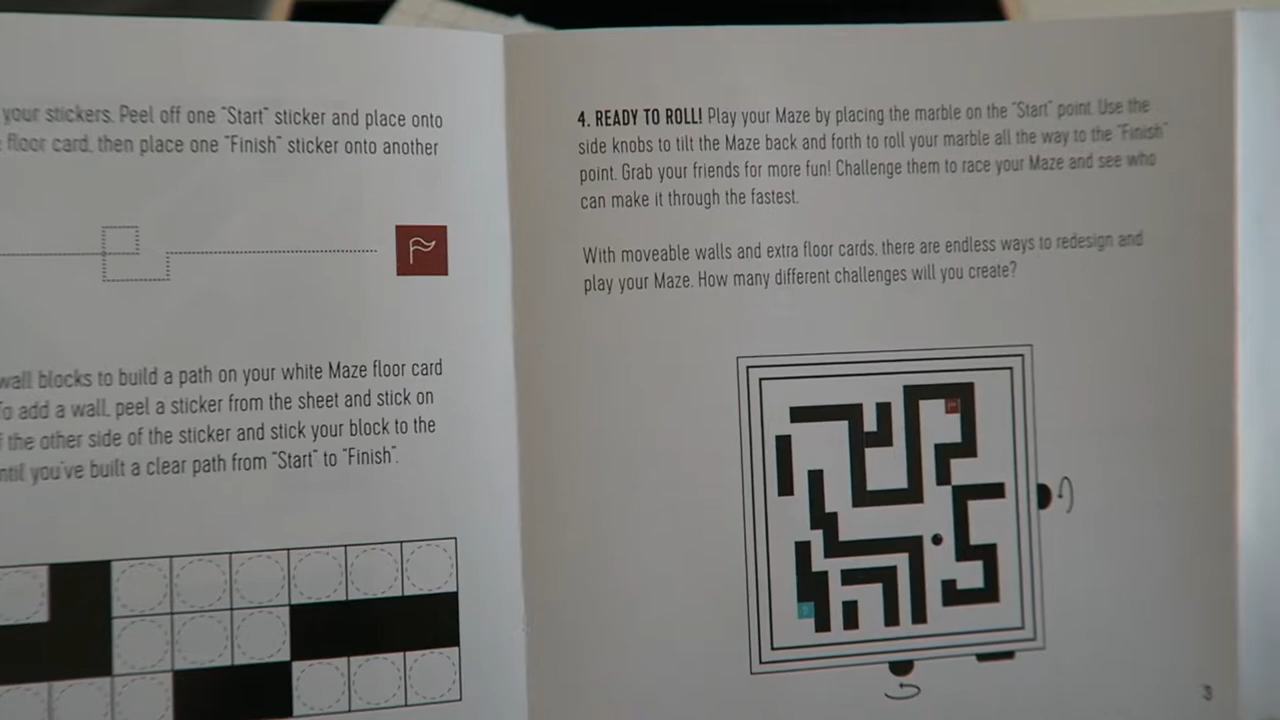 your stickers. Peel off one "Start" sticker and place onto
floor card, then place one "Finish" sticker onto another
wall blocks to build a path on your white Maze floor card
To add a wall, peel a sticker from the sheet and stick on
the other side of the sticker and stick your block to the
until you've built a clear path from "Start" to "Finish".
4. READY TO ROLL! Play your Maze by placing the marble on the "Start" point. Use the
side knobs to tilt the Maze back and forth to roll your marble all the way to the "Finish"
point. Grab your friends for more fun! Challenge them to race your Maze and see who
can make it through the fastest.
With moveable walls and extra floor cards, there are endless ways to redesign and
play your Maze. How many different challenges will you create?
3